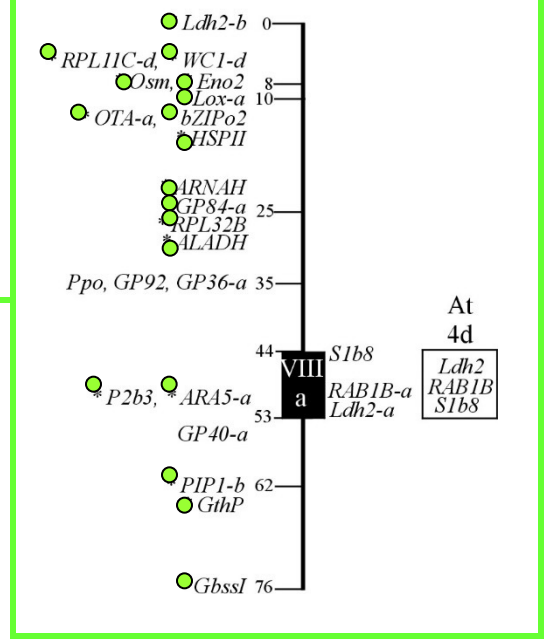 Ldh2-b 0
* RPL11C-d, * WC1-d
*Osm, Eno2 8
Lox-a 10
* OTA-a, bZIPo2
*HSPII
*ARNAH
GP84-a 25
*RPL32B
*ALADH
Ppo, GP92, GP36-a 35
At
4d
44 S1b8
VIII
a
Ldh2
RAB1B
S1b8
* P2b3, * ARA5-a
RAB1B-a
Ldh2-a
53
GP40-a
* PIP1-b 62
GthP
GbssI 76